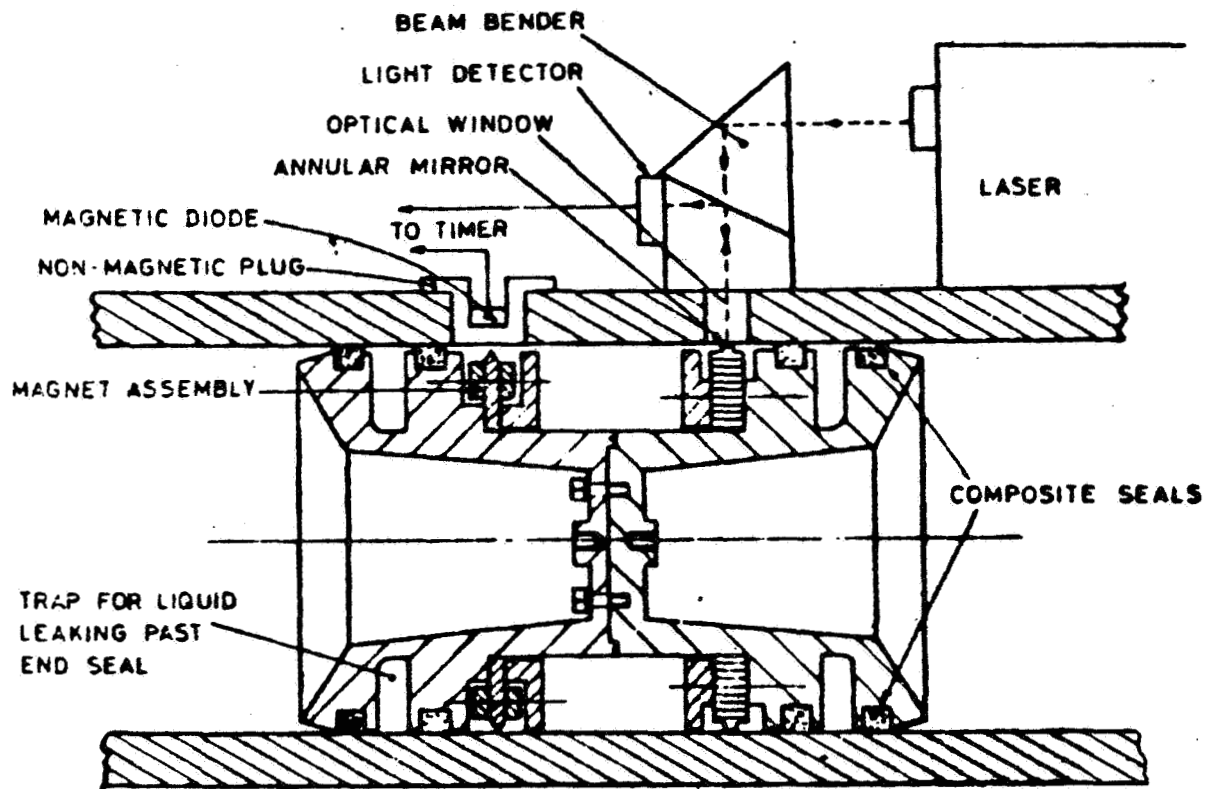 BEAM BENDER
LIGHT DETECTOR
OPTICAL WINDOW
ANNULAR MIRROR
LASER
MAGNETIC DIODE
TO TIMER
NON-MAGNETIC PLUG
MAGNET ASSEMBLY
COMPOSITE SEALS
TRAP FOR LIQUID
LEAKING PAST
END SEAL